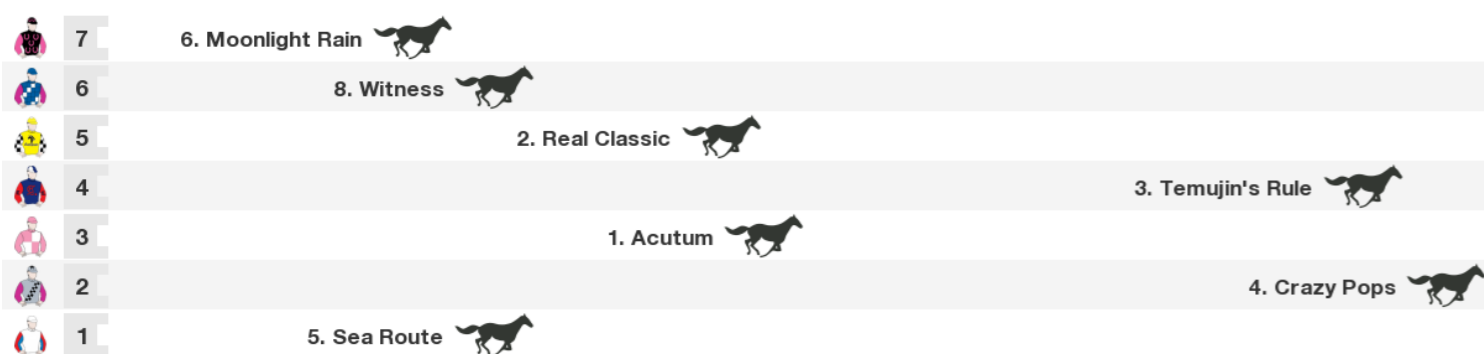 7 6. Moonlight Rain
6 8. Witness
5 2. Real Classic
4 3. Temujin's Rule
3 1. Acutum
2 4. Crazy Pops
1 5. Sea Route